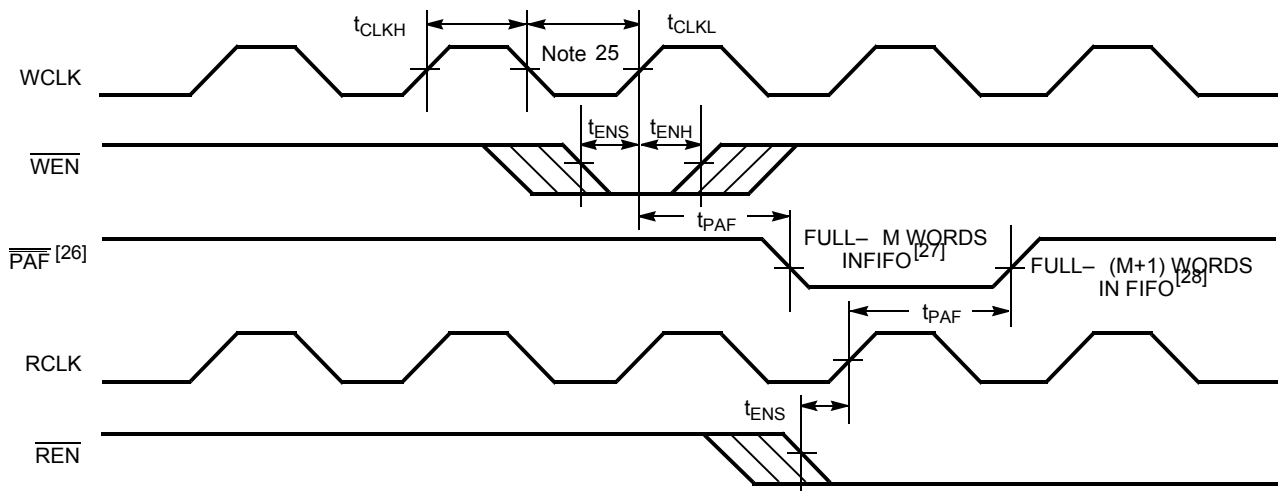 tCLKH
tCLKL
Note 25
WCLK
tENS
tENH
WEN
tPAF
PAF [26]
FULL– M WORDS
INFIFO[27]
FULL– (M+1) WORDS
IN FIFO[28]
tPAF
RCLK
tENS
REN